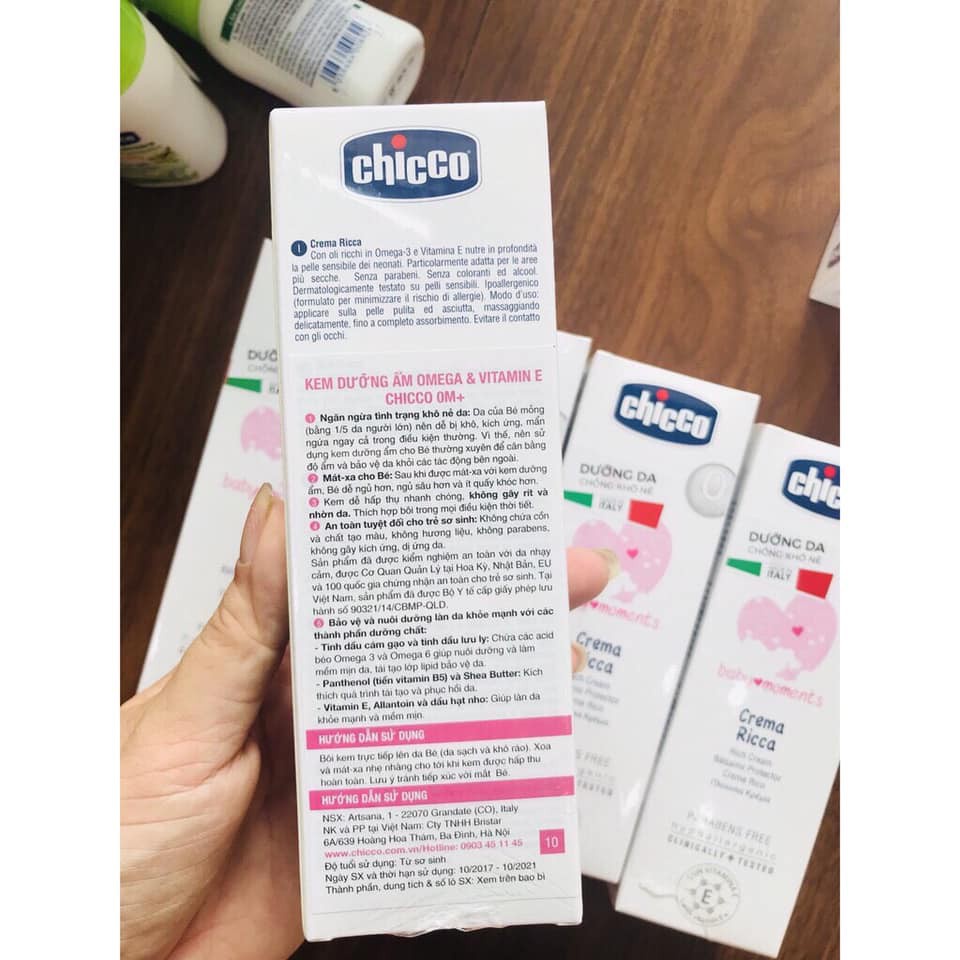 chicco
I Crema Ricca
Con oli ricchi in Omega-3 e Vitamina E nutre in profondità
la pelle sensibile dei neonati. Particolarmente adatta per le aree
più secche. Senza parabeni. Senza coloranti ed alcool.
Dermatologicamente testato su pelli sensibili. Ipoallergenico
(formulato per minimizzare il rischio di allergie). Modo d'uso:
applicare sulla pelle pulita ed asciutta, massaggiando
delicatamente, fino a completo assorbimento. Evitare il contatto
con gli occhi.
KEM DƯỠNG ẨM OMEGA & VITAMIN E
CHICCO 0M+
1 Ngăn ngừa tình trạng khô nẻ da: Da của Bé mỏng
(bằng 1/5 da người lớn) nên dễ bị khô, kích ứng, mẩn
ngứa ngay cả trong điều kiện thường. Vì thế, nên sử
dụng kem dưỡng ẩm cho Bé thường xuyên để cân bằng
độ ẩm và bảo vệ da khỏi các tác động bên ngoài.
2 Mát-xa cho Bé: Sau khi được mát-xa với kem dưỡng
ẩm, Bé dễ ngủ hơn, ngủ sâu hơn và ít quấy khóc hơn.
3 Kem dễ hấp thụ nhanh chóng, không gây rít và
nhờn da. Thích hợp bôi trong mọi điều kiện thời tiết.
4 An toàn tuyệt đối cho trẻ sơ sinh: Không chứa cồn
và chất tạo màu, không hương liệu, không parabens,
không gây kích ứng, dị ứng da.
Sản phẩm đã được kiểm nghiệm an toàn với da nhạy
cảm, được Cơ Quan Quản Lý tại Hoa Kỳ, Nhật Bản, EU
và 100 quốc gia chứng nhận an toàn cho trẻ sơ sinh. Tại
Việt Nam, sản phẩm đã được Bộ Y tế cấp giấy phép lưu
hành số 90321/14/CBMP-QLD.
5 Bảo vệ và nuôi dưỡng làn da khỏe mạnh với các
thành phần dưỡng chất:
- Tinh dầu cám gạo và tinh dầu lưu ly: Chứa các acid
béo Omega 3 và Omega 6 giúp nuôi dưỡng và làm
mềm mịn da, tái tạo lớp lipid bảo vệ da.
- Panthenol (tiền vitamin B5) và Shea Butter: Kích
thích quá trình tái tạo và phục hồi da.
- Vitamin E, Allantoin và dầu hạt nho: Giúp làn da
khỏe mạnh và mềm mịn.
HƯỚNG DẪN SỬ DỤNG
Bôi kem trực tiếp lên da Bé (da sạch và khô ráo). Xoa
và mát-xa nhẹ nhàng cho tới khi kem được hấp thu
hoàn toàn. Lưu ý tránh tiếp xúc với mắt Bé.
HƯỚNG DẪN SỬ DỤNG
NSX: Artsana, 1 - 22070 Grandate (CO), Italy
NK và PP tại Việt Nam: Cty TNHH Bristar
6A/639 Hoàng Hoa Thám, Ba Đình, Hà Nội
www.chicco.com.vn/Hotline: 0903 45 11 45
Độ tuổi sử dụng: Từ sơ sinh
Ngày SX và thời hạn sử dụng: 10/2017 - 10/2021
Thành phần, dung tích & số lô SX: Xem trên bao bì
10
chicco
DƯỠNG DA
CHỐNG KHÔ NẺ
ITALY
moments
Crema
Ricca
Rich Cream
FREE
chic
DƯỠNG DA
CHỐNG KHÔ NẺ
ITALY
baby moments
Crema
Ricca
Rich Cream
Balsamo Protector
Creme Rico
PARABENS FREE
hypoallergenic
CLINICALLY + TESTED
E
DƯỠ
CHỐNG
baby